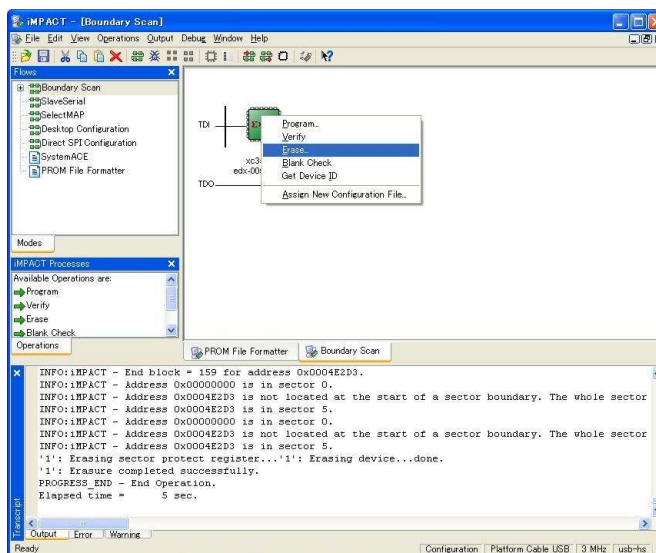 iMPACT - [Boundary Scan]
File Edit View Operations Output Debug Window Help
Flows
Boundary Scan
SlaveSerial
SelectMAP
Desktop Configuration
Direct SPI Configuration
SystemACE
PROM File Formatter
Modes
TDI
TDO
Program...
Verify
Erase...
Blank Check
Get Device ID
Assign New Configuration File...
iMPACT Processes
Available Operations are:
Program
Verify
Erase
Blank Check
Operations
PROM File Formatter
Boundary Scan
INFO:iMPACT - End block = 159 for address 0x0004E2D3.
INFO:iMPACT - Address 0x00000000 is in sector 0.
INFO:iMPACT - Address 0x0004E2D3 is not located at the start of a sector boundary. The whole sector
INFO:iMPACT - Address 0x0004E2D3 is in sector 5.
INFO:iMPACT - Address 0x00000000 is in sector 0.
INFO:iMPACT - Address 0x0004E2D3 is not located at the start of a sector boundary. The whole sector
INFO:iMPACT - Address 0x0004E2D3 is in sector 5.
'1': Erasing sector protect register...'1': Erasing device...done.
'1': Erasure completed successfully.
PROGRESS_END - End Operation.
Elapsed time = 5 sec.
Transcript
Output Error Warning
Ready
Configuration Platform Cable USB 3 MHz usb-hs